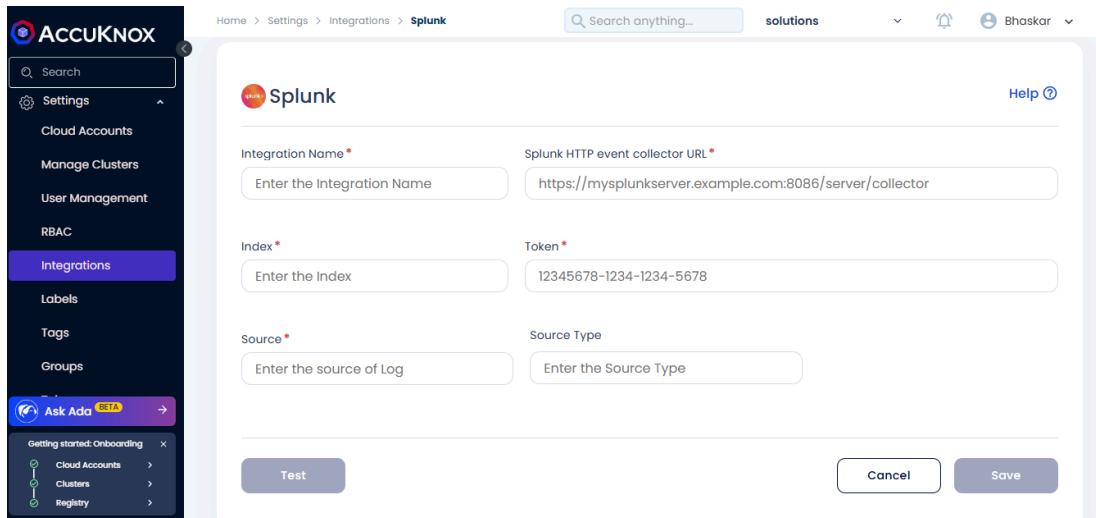 ACCUKNOX
Search
Settings
Cloud Accounts
Manage Clusters
User Management
RBAC
Integrations
Labels
Tags
Groups
Ask Ada BETA
Getting started: Onboarding
Cloud Accounts
Clusters
Registry
Home > Settings > Integrations > Splunk
Search anything...
solutions
Bhaskar
Splunk
Help
Integration Name *
Enter the Integration Name
Splunk HTTP event collector URL *
https://mysplunkserver.example.com:8086/server/collector
Index *
Enter the Index
Token *
12345678-1234-1234-5678
Source *
Enter the source of Log
Source Type
Enter the Source Type
Test
Cancel
Save